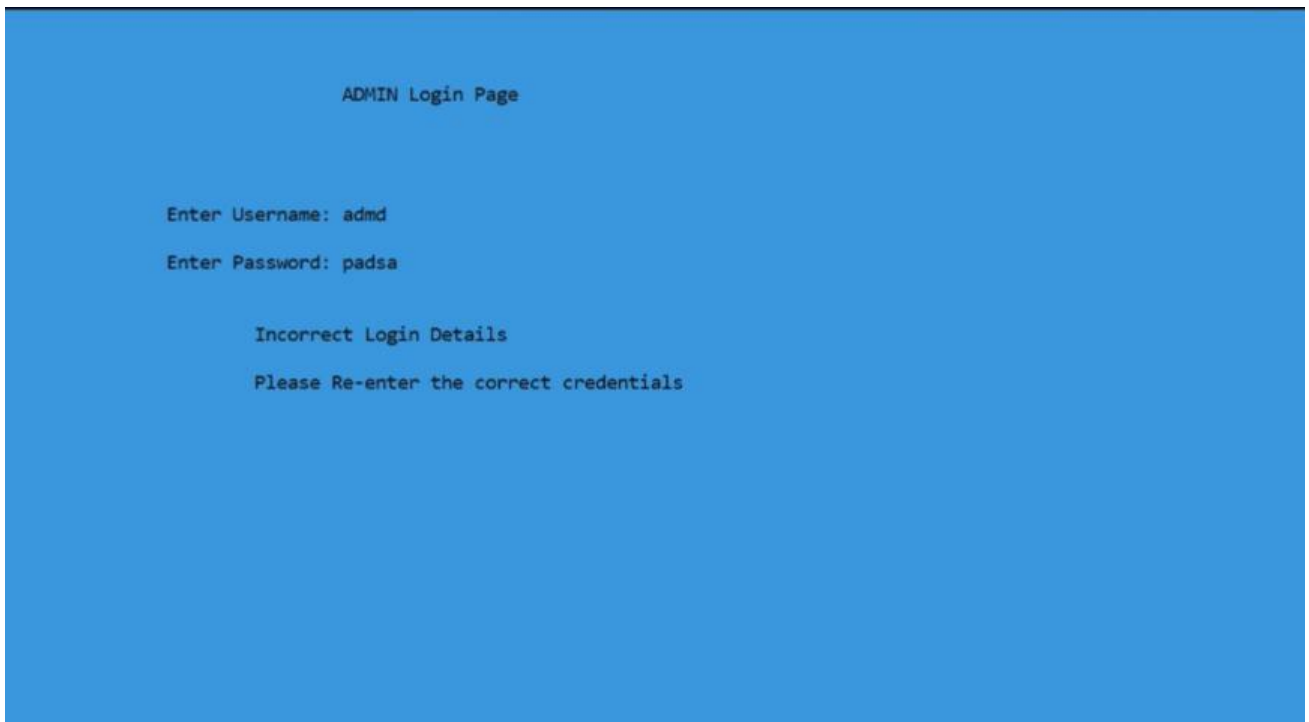 ADMIN Login Page
Enter Username: admd
Enter Password: padsa
Incorrect Login Details
Please Re-enter the correct credentials